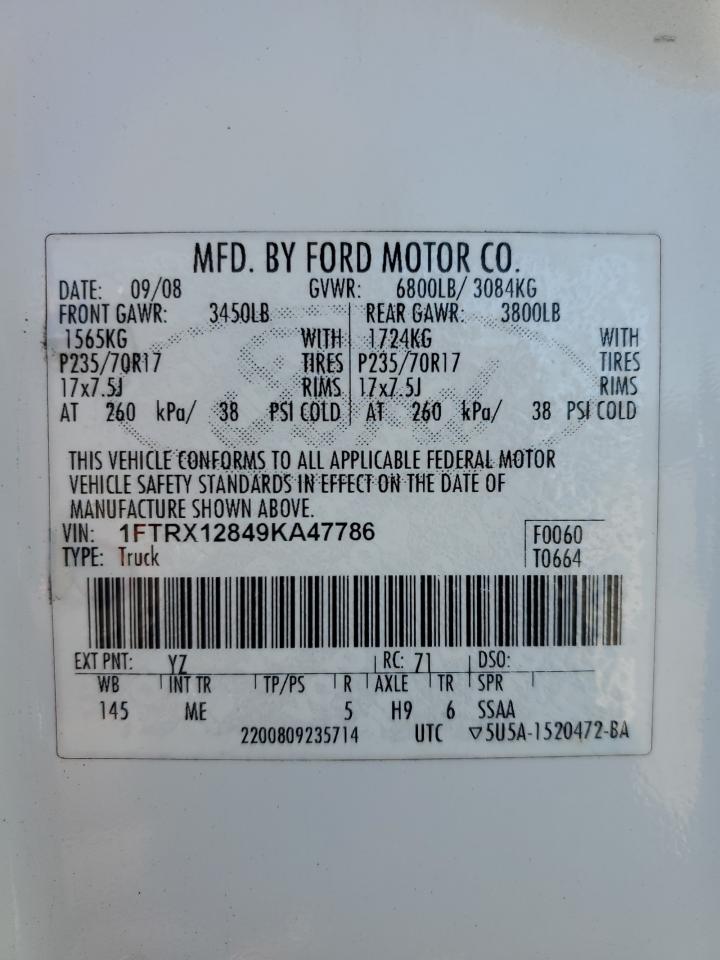 MFD. BY FORD MOTOR CO.
DATE: 09/08 GVWR: 6800LB/ 3084KG
FRONT GAWR: 3450LB REAR GAWR: 3800LB
1565KG WITH 1724KG WITH
P235/70R17 TIRES P235/70R17 TIRES
17x7.5J RIMS 17x7.5J RIMS
AT 260 kPa/ 38 PSI COLD AT 260 kPa/ 38 PSI COLD
THIS VEHICLE CONFORMS TO ALL APPLICABLE FEDERAL MOTOR
VEHICLE SAFETY STANDARDS IN EFFECT ON THE DATE OF
MANUFACTURE SHOWN ABOVE.
VIN: 1FTRX12849KA47786 F0060
TYPE: Truck T0664
EXT PNT: YZ RC: 71 DSO:
WB INT TR TP/PS R AXLE TR SPR
145 ME 5 H9 6 SSAA
2200809235714 UTC ▽5U5A-1520472-BA